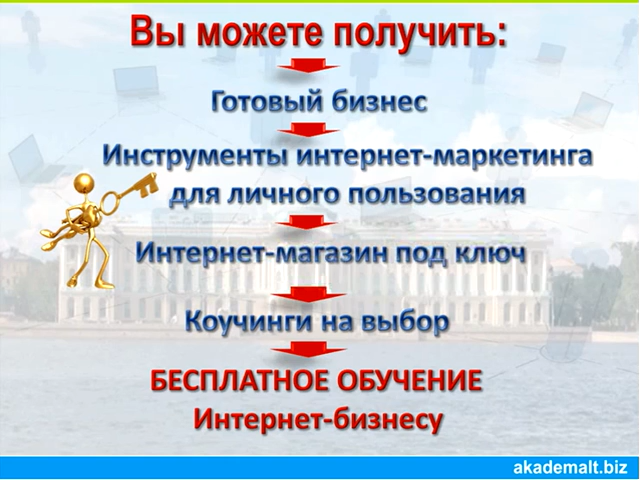 Вы можете получить:
Готовый бизнес
Инструменты интернет-маркетинга
для личного пользования
Интернет-магазин под ключ
Коучинги на выбор
БЕСПЛАТНОЕ ОБУЧЕНИЕ
Интернет-бизнесу
akademalt.biz